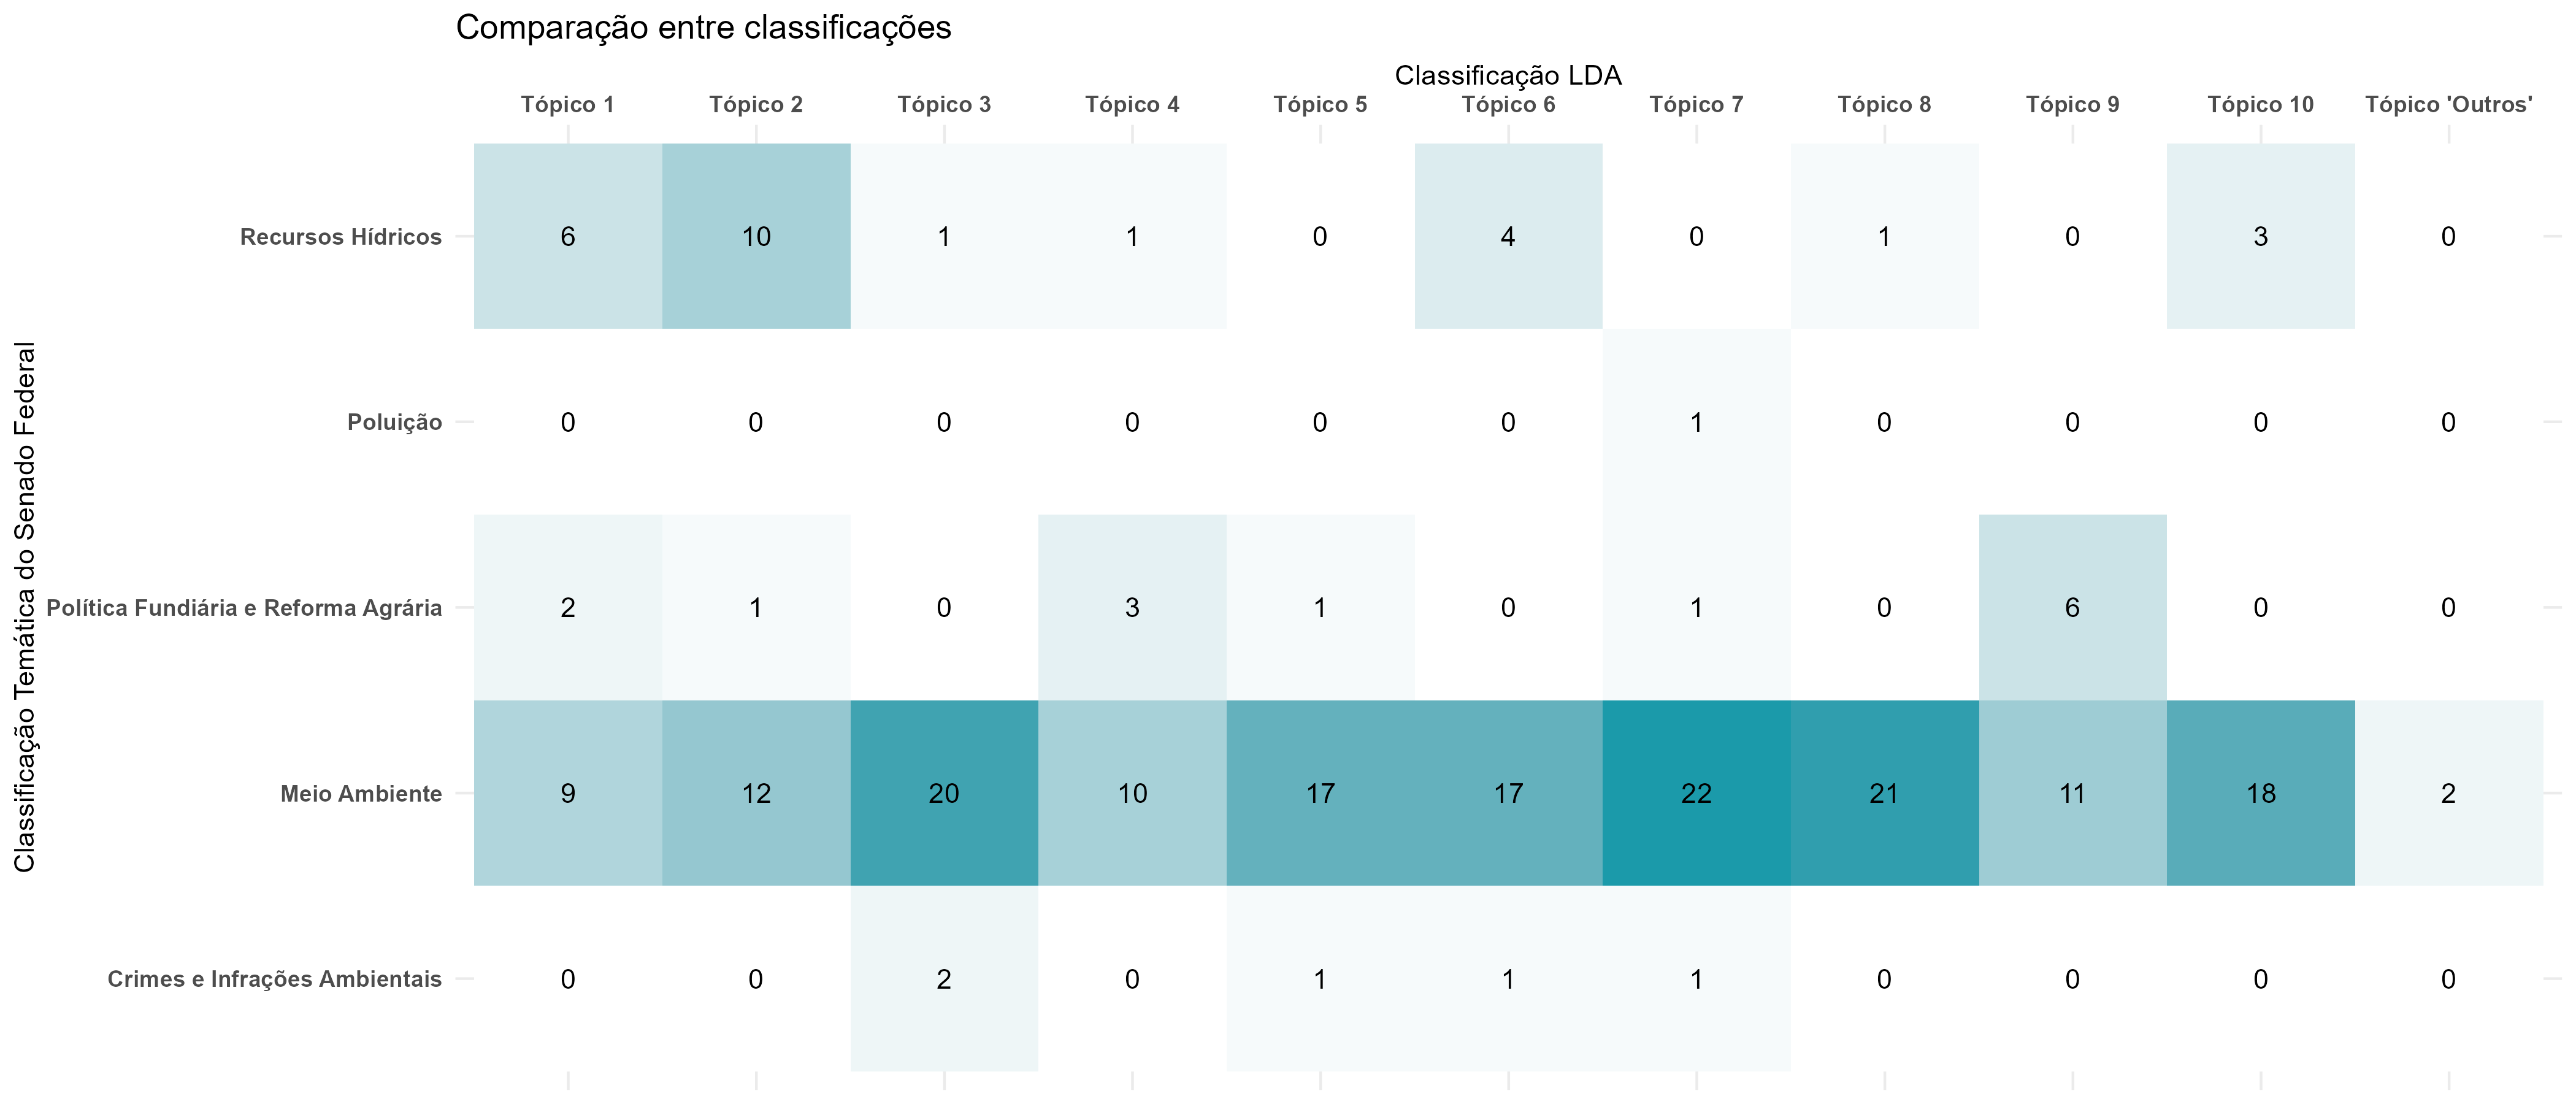 Comparação entre classificações
Classificação LDA
Tópico 1 Tópico 2 Tópico 3 Tópico 4 Tópico 5 Tópico 6 Tópico 7 Tópico 8 Tópico 9 Tópico 10 Tópico 'Outros'
Classificação Temática do Senado Federal
Recursos Hídricos 6 10 1 1 0 4 0 1 0 3 0
Poluição 0 0 0 0 0 0 1 0 0 0 0
Política Fundiária e Reforma Agrária 2 1 0 3 1 0 1 0 6 0 0
Meio Ambiente 9 12 20 10 17 17 22 21 11 18 2
Crimes e Infrações Ambientais 0 0 2 0 1 1 1 0 0 0 0